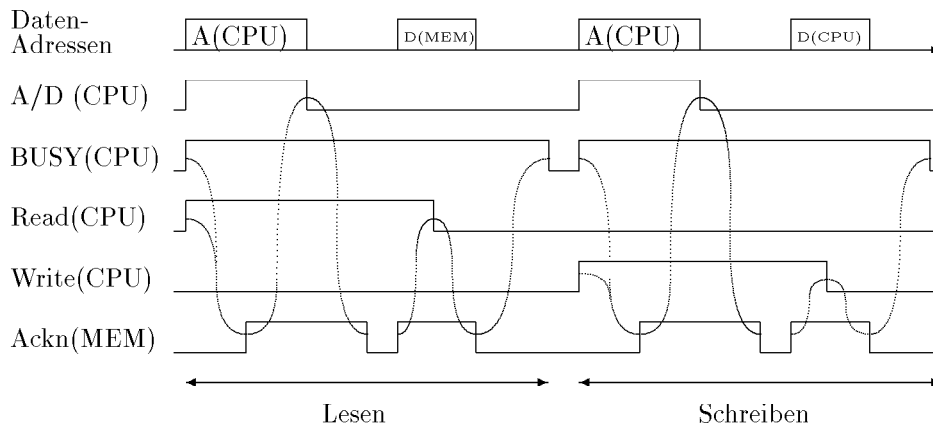 Daten-
Adressen
A(CPU) D(MEM) A(CPU) D(CPU)
A/D (CPU)
BUSY(CPU)
Read(CPU)
Write(CPU)
Ackn(MEM)
Lesen Schreiben